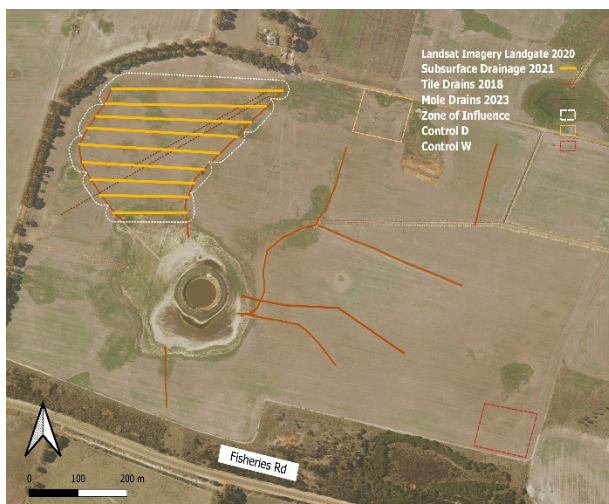 Landsat Imagery Landgate 2020
Subsurface Drainage 2021
Tile Drains 2018
Mole Drains 2023
Zone of Influence
Control D
Control W
Fisheries Rd
0 100 200 m